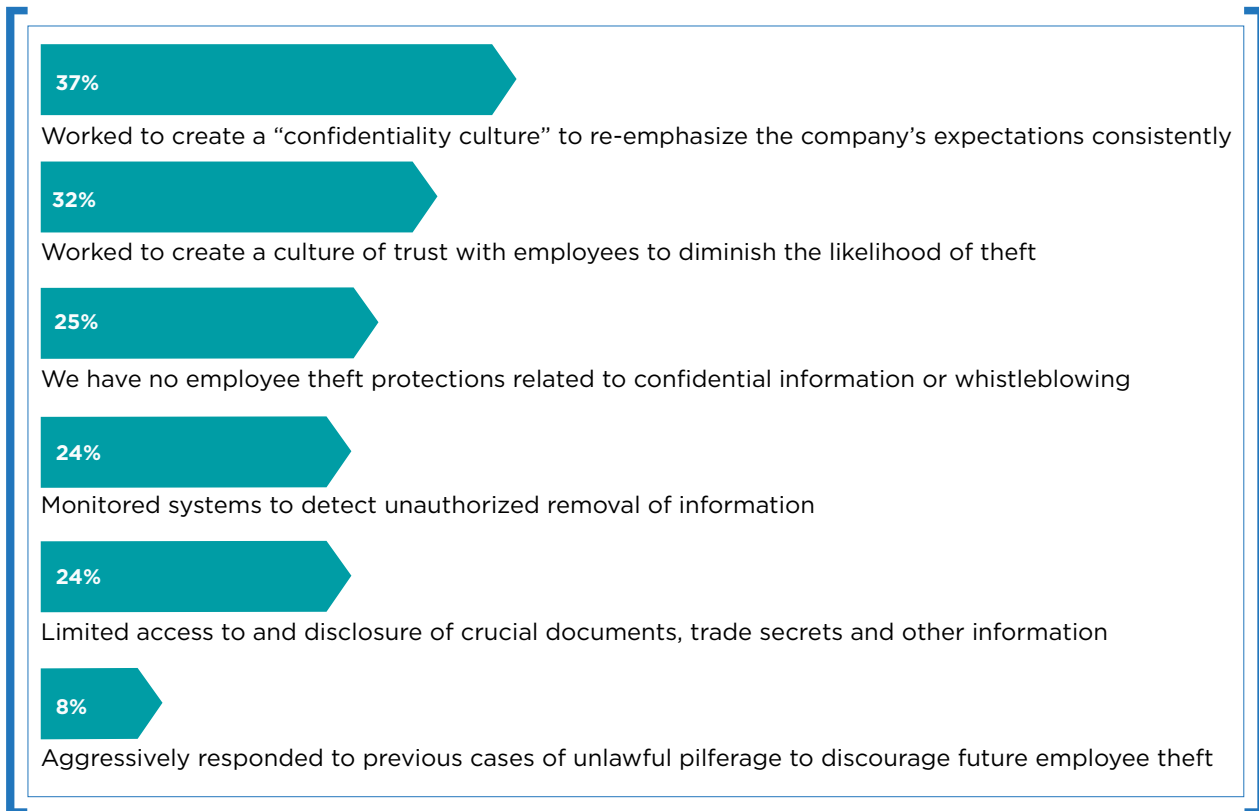 37%
Worked to create a “confidentiality culture” to re-emphasize the company’s expectations consistently
32%
Worked to create a culture of trust with employees to diminish the likelihood of theft
25%
We have no employee theft protections related to confidential information or whistleblowing
24%
Monitored systems to detect unauthorized removal of information
24%
Limited access to and disclosure of crucial documents, trade secrets and other information
8%
Aggressively responded to previous cases of unlawful pilferage to discourage future employee theft